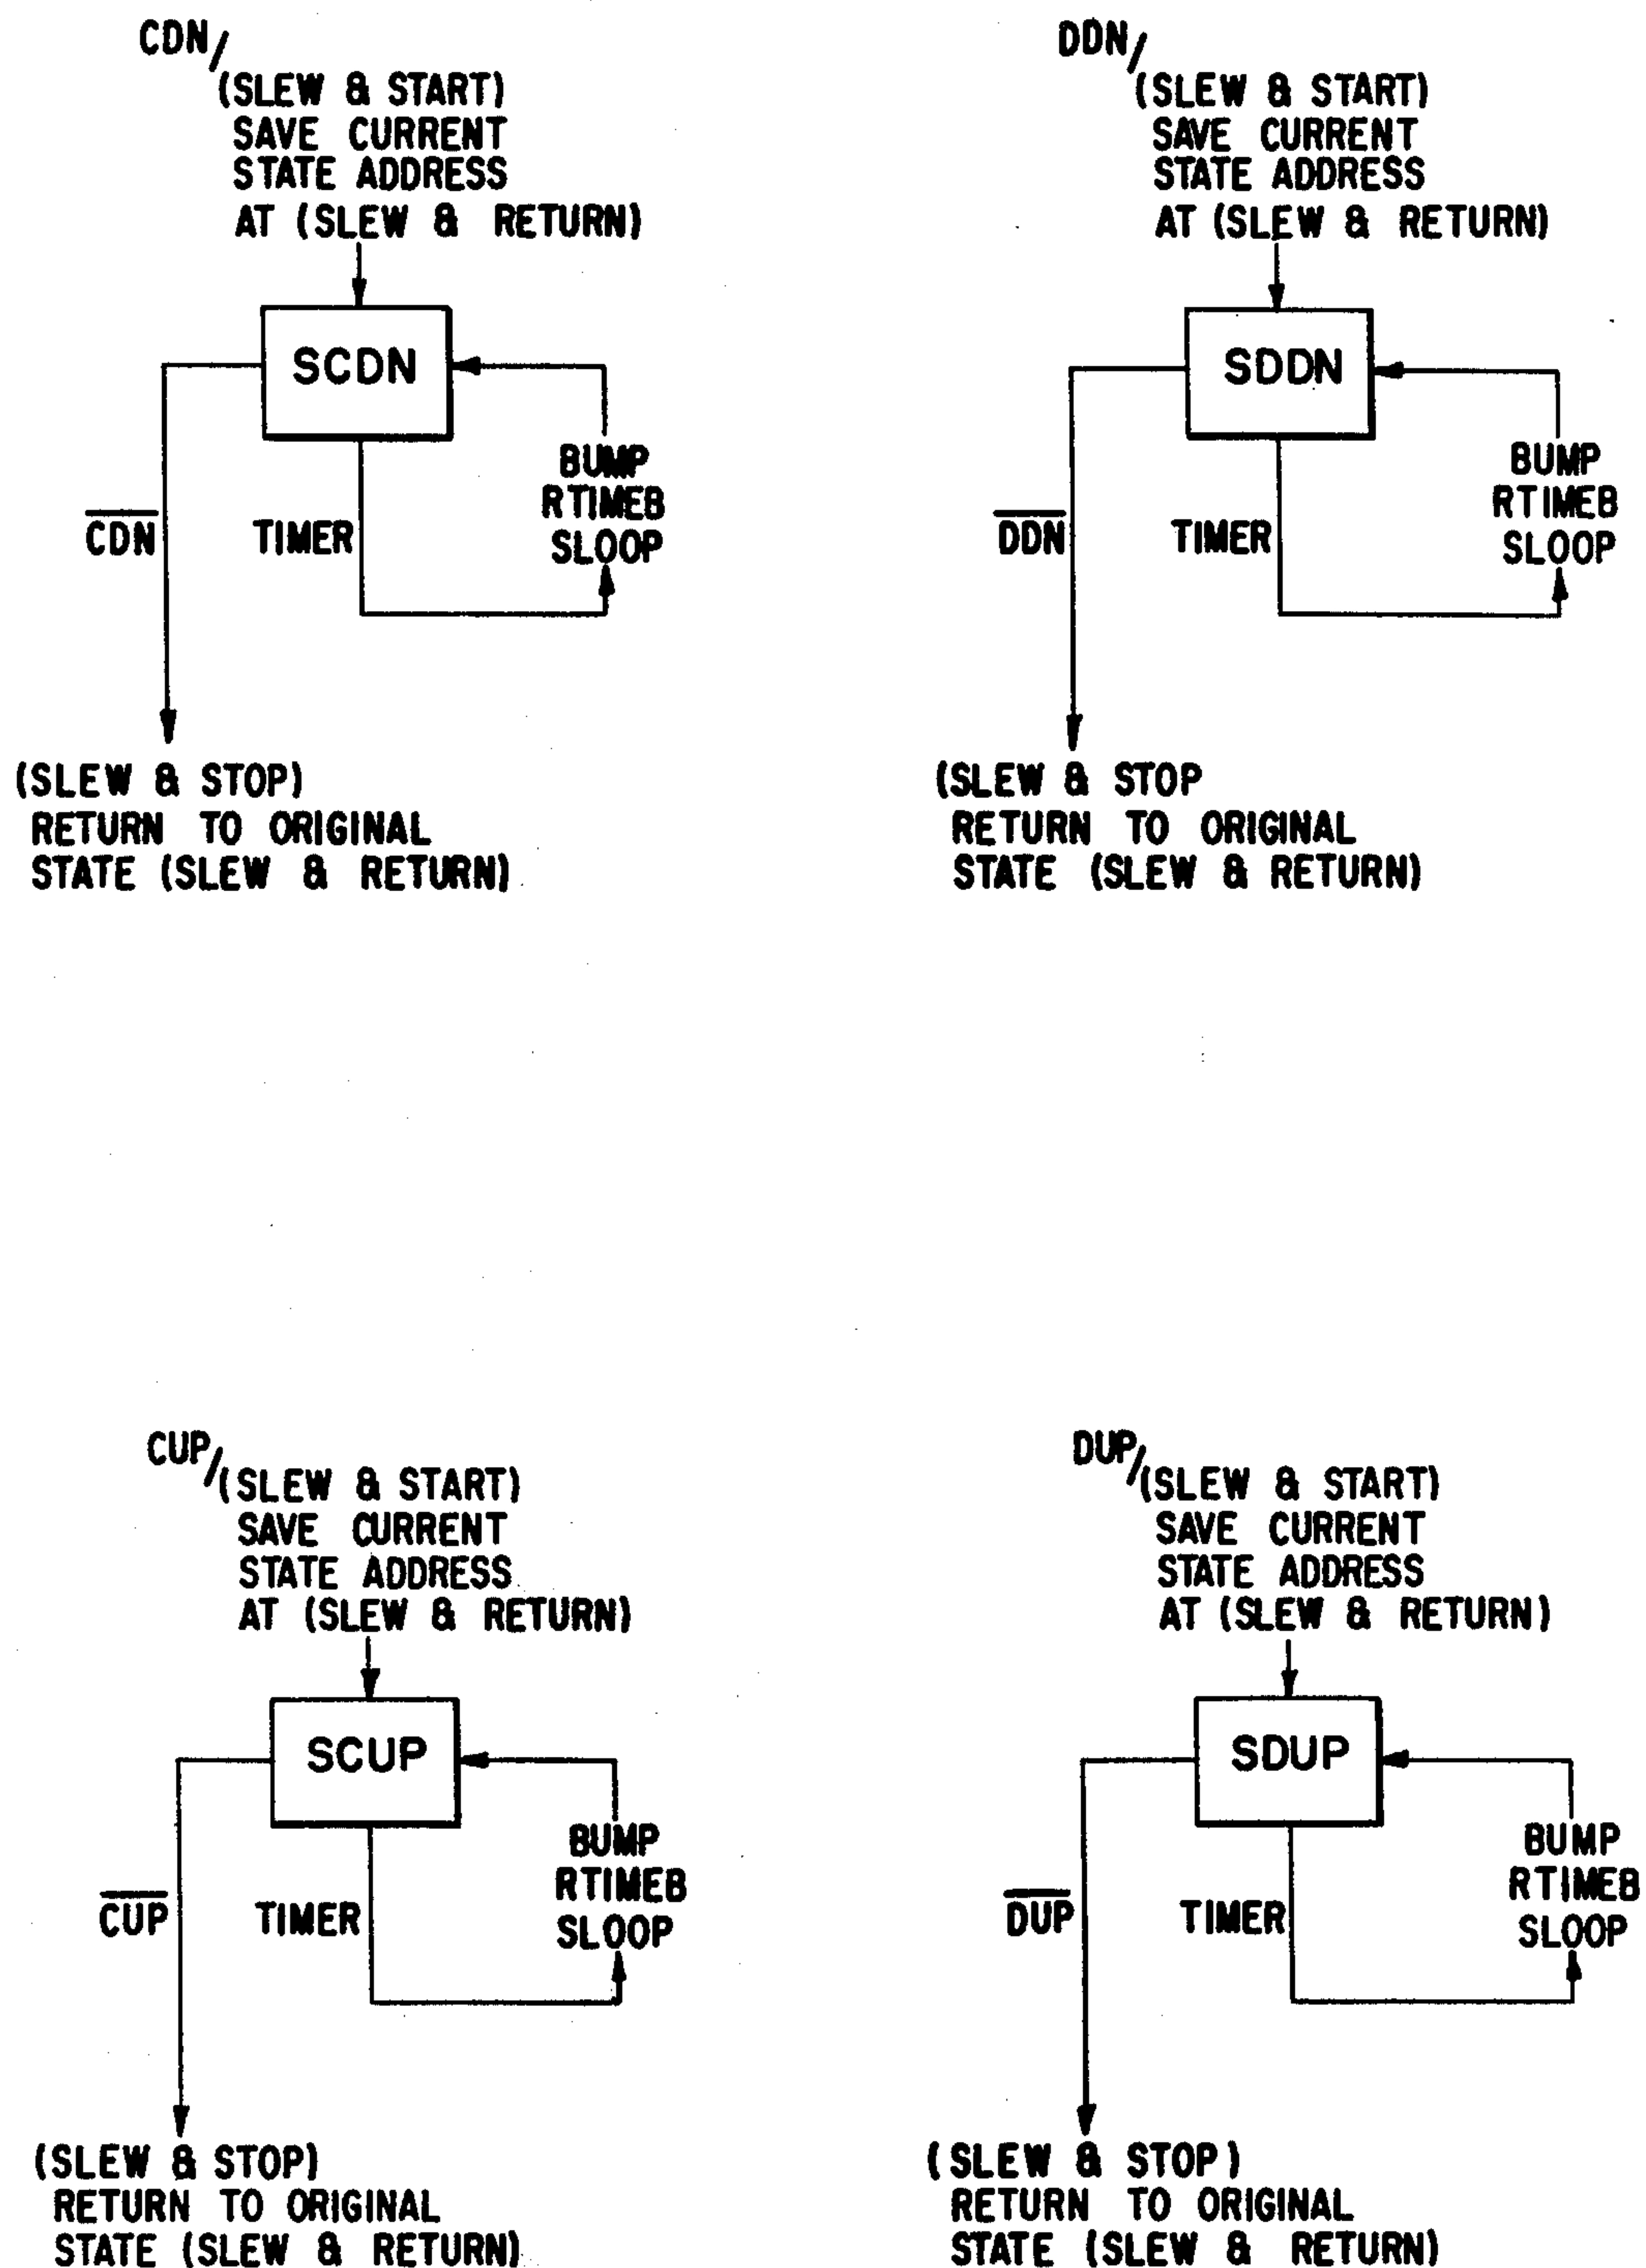 CDN/
(SLEW & START)
SAVE CURRENT
STATE ADDRESS
AT (SLEW & RETURN)
SCDN
BUMP
RTIMEB
SLOOP
CDN
TIMER
(SLEW & STOP)
RETURN TO ORIGINAL
STATE (SLEW & RETURN)
DDN/
(SLEW & START)
SAVE CURRENT
STATE ADDRESS
AT (SLEW & RETURN)
SDDN
BUMP
RTIMEB
SLOOP
DDN
TIMER
(SLEW & STOP
RETURN TO ORIGINAL
STATE (SLEW & RETURN)
CUP/
(SLEW & START)
SAVE CURRENT
STATE ADDRESS
AT (SLEW & RETURN)
SCUP
BUMP
RTIMEB
SLOOP
CUP
TIMER
(SLEW & STOP)
RETURN TO ORIGINAL
STATE (SLEW & RETURN)
DUP/
(SLEW & START)
SAVE CURRENT
STATE ADDRESS
AT (SLEW & RETURN)
SDUP
BUMP
RTIMEB
SLOOP
DUP
TIMER
(SLEW & STOP)
RETURN TO ORIGINAL
STATE (SLEW & RETURN)